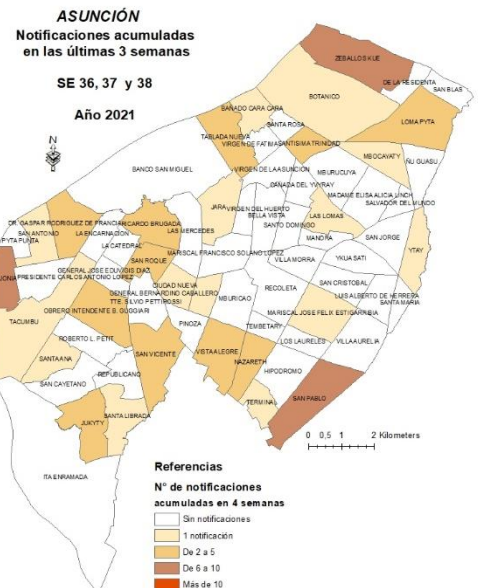 ASUNCIÓN
Notificaciones acumuladas
en las últimas 3 semanas
SE 36, 37 y 38
Año 2021
N
ZEBALLOS KUE
DE LA RESIDENTA
SAN BLAS
BOTANICO
BAÑADO CARA CARA
LOMA PYTA
SANTA ROSA
TABLADA NUEVA
VIRGEN DE FATIMA
SANTISIMA TRINIDAD
MBOCAYATY
ÑU GUASU
BANCO SAN MIGUEL
VIRGEN DE LA ASUNCION
MBURUCUYA
CAÑADA DEL YVYRAY
MADAME ELISA ALICIA LINCH
SALVADOR DEL MUNDO
JARA
VIRGEN DEL HUERTO
BELLA VISTA
LAS LOMAS
DR. GASPAR RODRIGUEZ DE FRANCIA
RICARDO BRUGADA
SANTO DOMINGO
SAN ANTONIO
LA ENCARNACION
LAS MERCEDES
PYTA PUNTA
MANORA
SAN JORGE
LA CATEDRAL
YTAY
SAN ROQUE
MARISCAL FRANCISCO SOLANO LOPEZ
VILLA MORRA
YKUA SATI
GENERAL JOSE EDUVIGIS DIAZ
PRESIDENTE CARLOS ANTONIO LOPEZ
CIUDAD NUEVA
RECOLETA
SAN CRISTOBAL
GENERAL BERNARDINO CABALLERO
LUIS ALBERTO DE HERRERA
SANTA MARIA
TTE. SILVIO PETTIROSSI
MBURICAO
TACUMBU
OBRERO INTENDENTE B. GUGGIARI
MARISCAL JOSE FELIX ESTIGARRIBIA
PINOZA
TEMBETARY
ROBERTO L. PETIT
LOS LAURELES
VILLA AURELIA
SANTA ANA
SAN VICENTE
VISTA ALEGRE
NAZARETH
HIPODROMO
REPUBLICANO
SAN CAYETANO
TERMINAL
SAN PABLO
SANTA LIBRADA
JUKYTY
0 0,5 1 2 Kilometers
ITA ENRAMADA
Referencias
N° de notificaciones
acumuladas en 4 semanas
Sin notificaciones
1 notificación
De 2 a 5
De 6 a 10
Más de 10